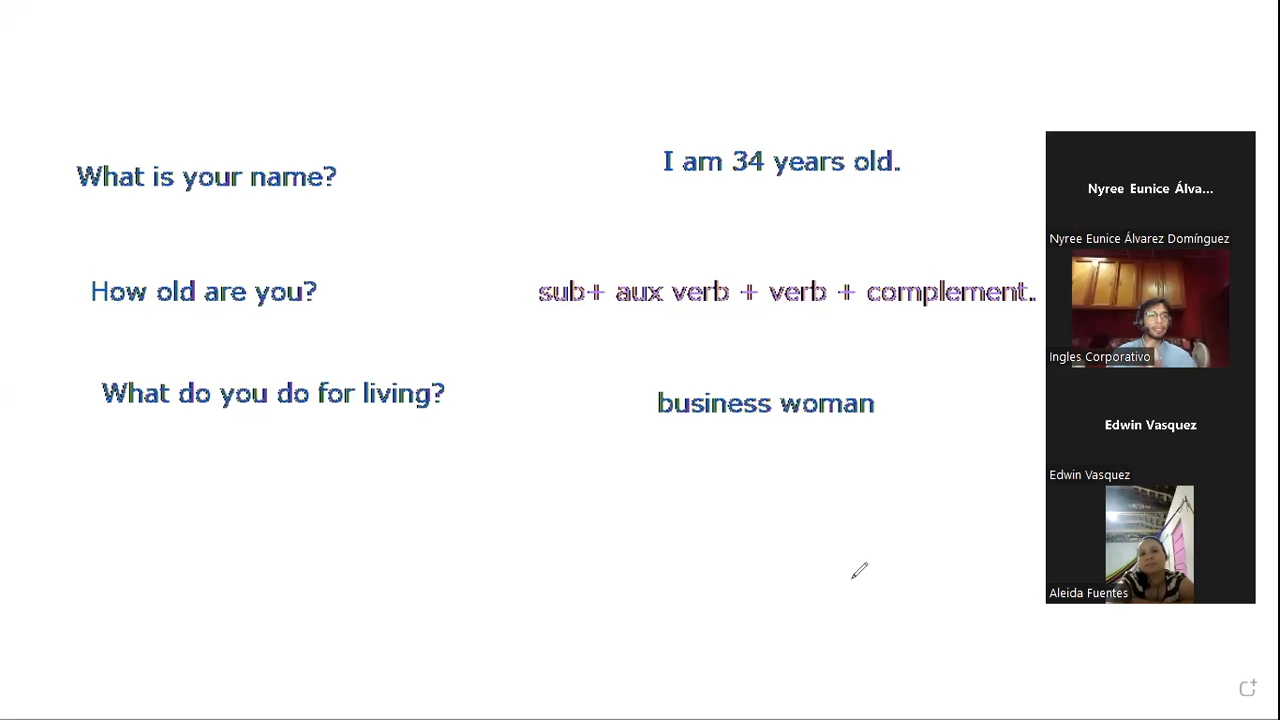 What is your name?
I am 34 years old.
How old are you?
sub+ aux verb + verb + complement.
What do you do for living?
business woman
Nyree Eunice Álva...
Nyree Eunice Álvarez Domínguez
Ingles Corporativo
Edwin Vasquez
Edwin Vasquez
Aleida Fuentes